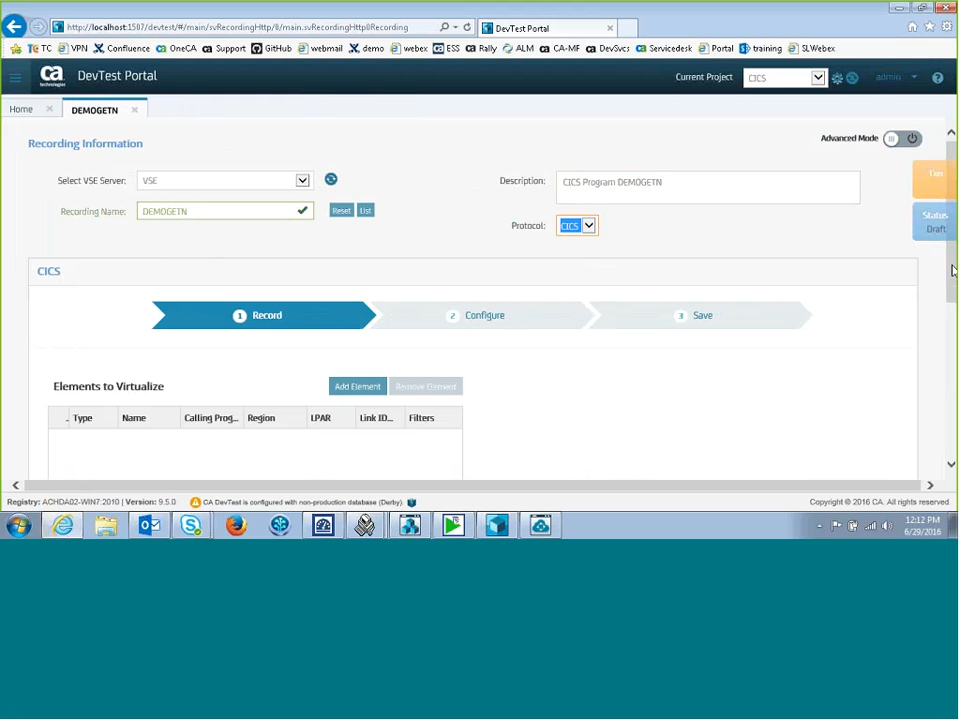 http://localhost:1507/devtest/#/main/svRecordingHttp/0/main.svRecordingHttp0Recording
DevTest Portal
TC VPN Confluence OneCA Support GitHub webmail demo webex ESS Rally ALM CA-MF DevSvcs Servicedesk Portal training SLWebex
ca technologies
DevTest Portal
Current Project
CICS
admin
Home
DEMOGETN
Recording Information
Advanced Mode
Select VSE Server:
VSE
Description:
CICS Program DEMOGETN
Recording Name:
DEMOGETN
Reset
List
Protocol:
CICS
Status
Draft
CICS
1 Record
2 Configure
3 Save
Elements to Virtualize
Add Element
Remove Element
Type Name Calling Prog... Region LPAR Link ID... Filters
Registry: ACHDA02-WIN7:2010 | Version: 9.5.0
CA DevTest is configured with non-production database (Derby).
Copyright © 2016 CA. All rights reserved.
12:12 PM
6/29/2016